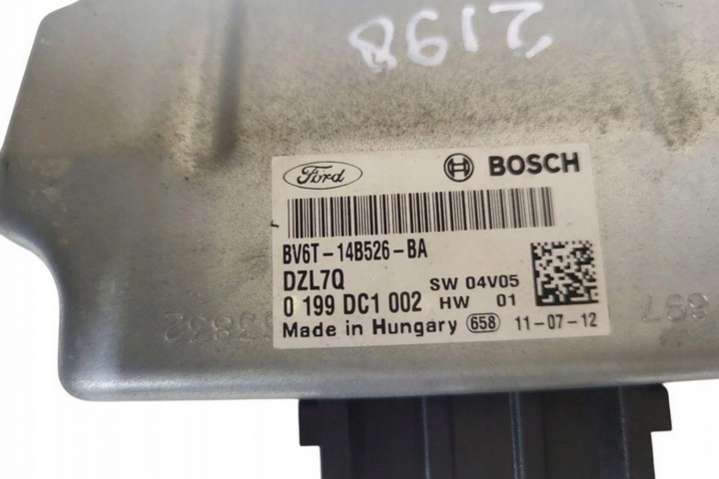 2198
Ford BOSCH
BV6T-14B526-BA
DZL7Q SW 04V05
0 199 DC1 002 HW 01
Made in Hungary 658 11-07-12